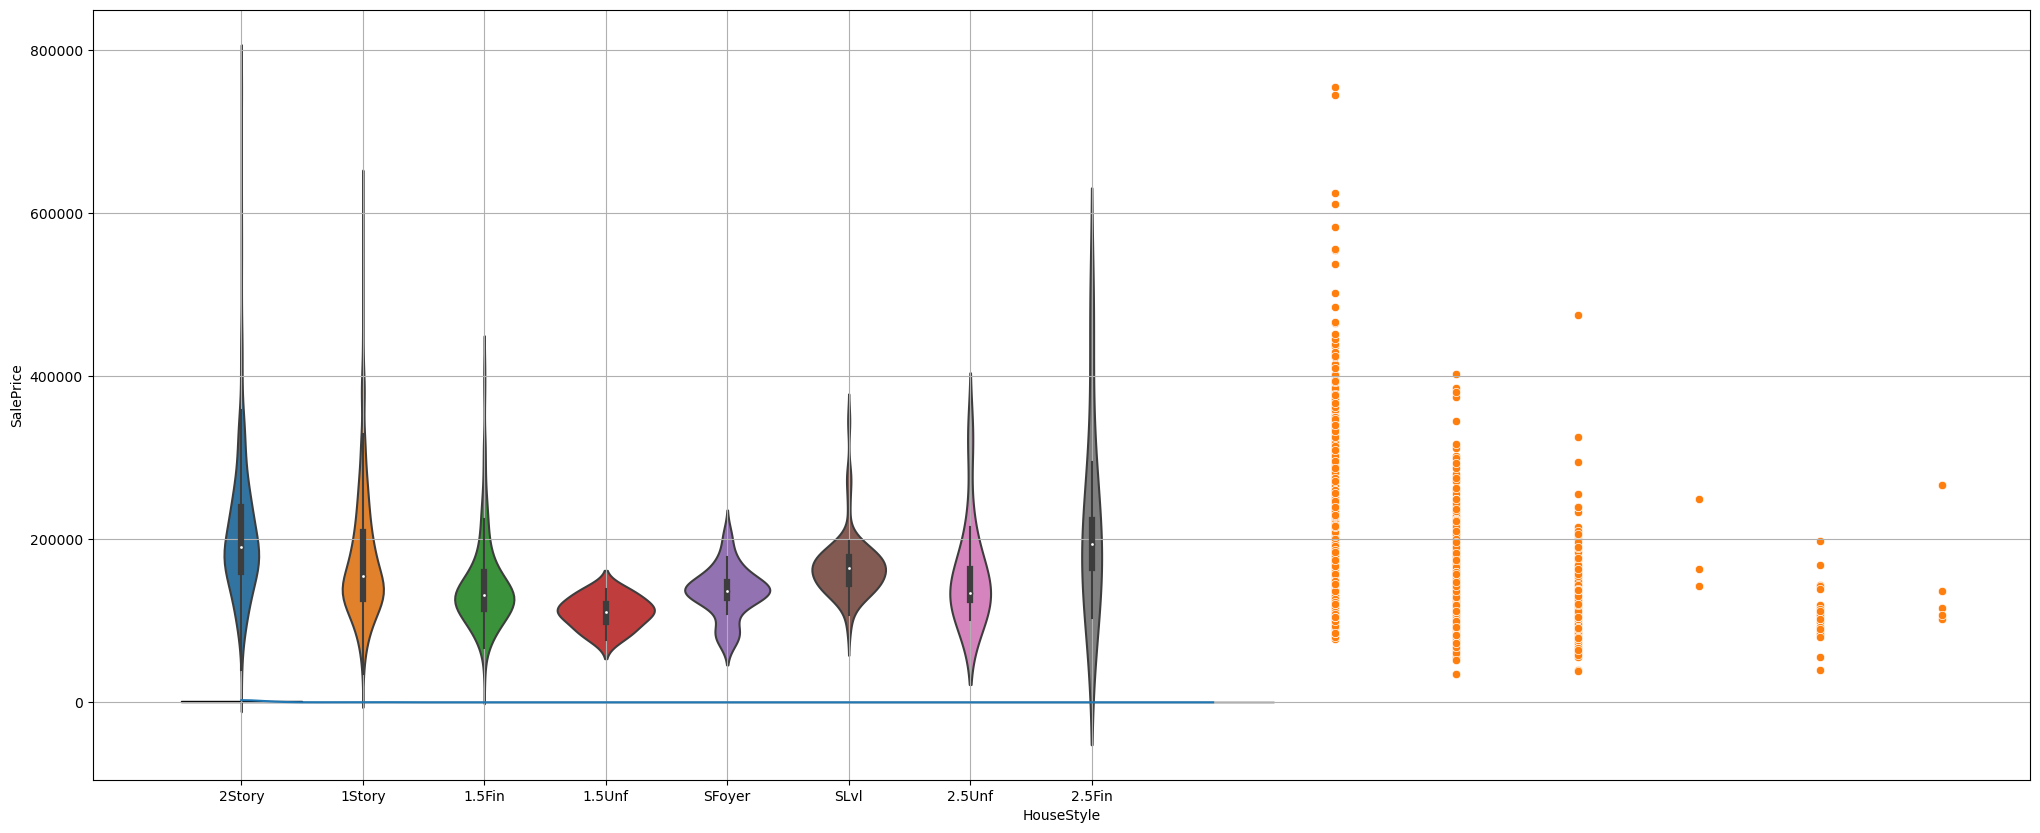 800000
600000
400000
200000
0
SalePrice
2Story 1Story 1.5Fin 1.5Unf SFoyer SLvl 2.5Unf 2.5Fin
HouseStyle